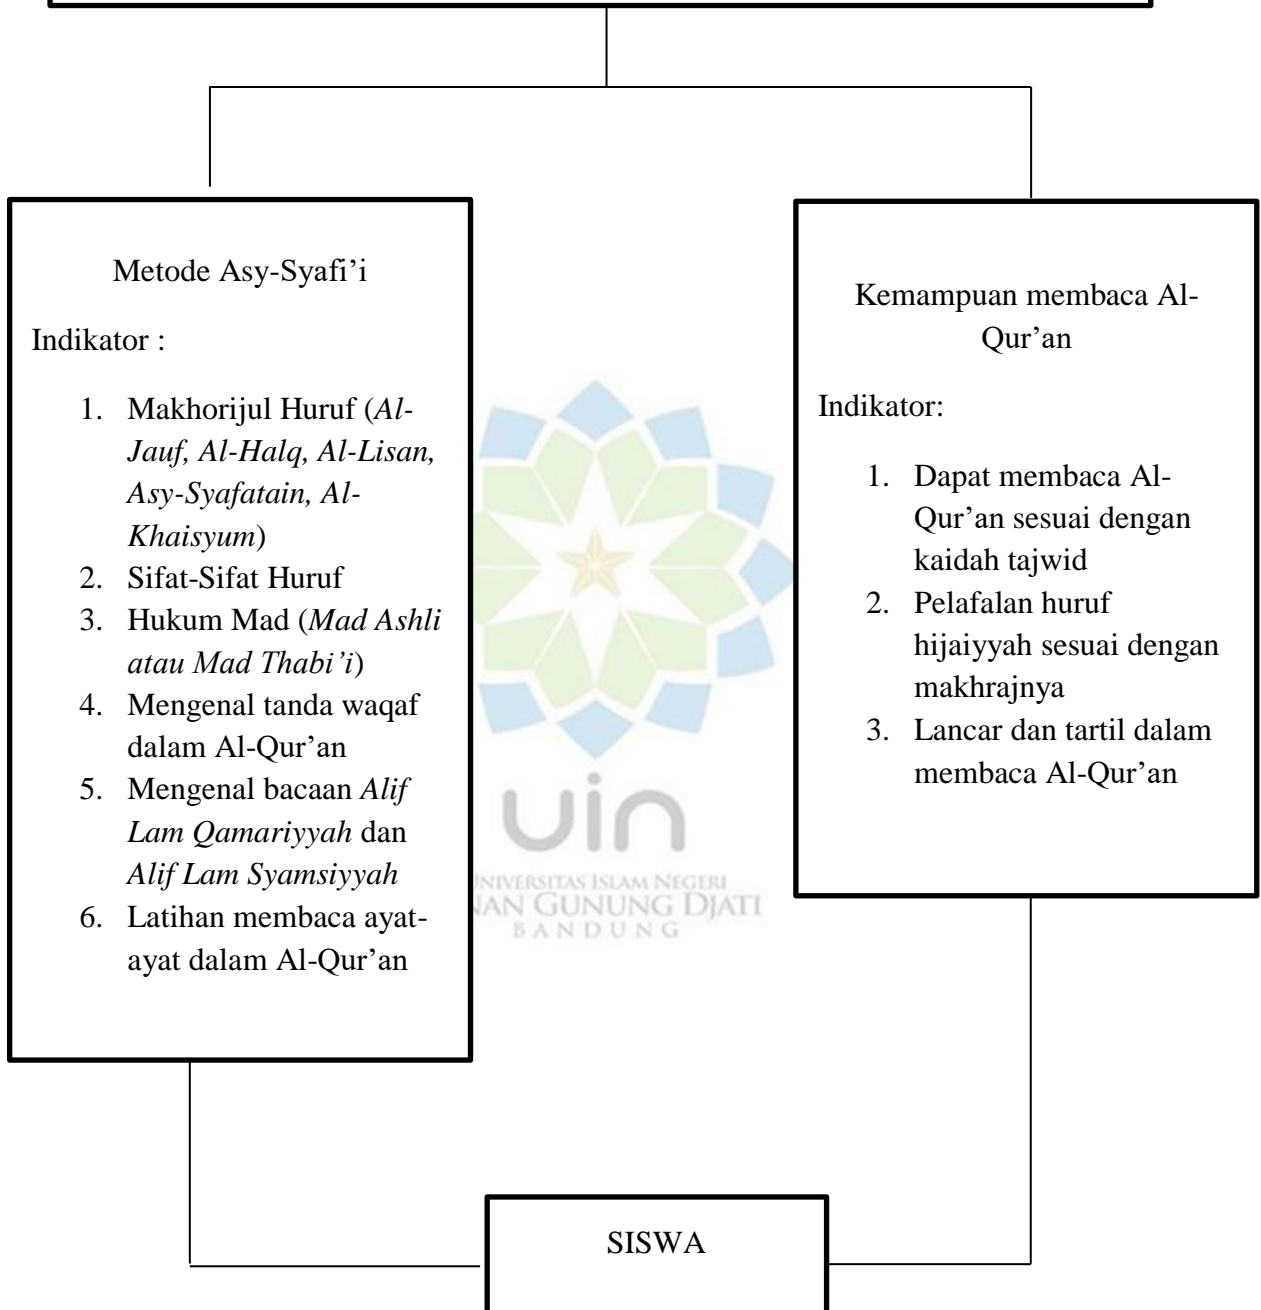 Metode Asy-Syafi’i
Indikator :
1. Makhorijul Huruf (Al-
Jauf, Al-Halq, Al-Lisan,
Asy-Syafatain, Al-
Khaisyum)
2. Sifat-Sifat Huruf
3. Hukum Mad (Mad Ashli
atau Mad Thabi’i)
4. Mengenal tanda waqaf
dalam Al-Qur’an
5. Mengenal bacaan Alif
Lam Qamariyyah dan
Alif Lam Syamsiyyah
6. Latihan membaca ayat-
ayat dalam Al-Qur’an
Kemampuan membaca Al-
Qur’an
Indikator:
1. Dapat membaca Al-
Qur’an sesuai dengan
kaidah tajwid
2. Pelafalan huruf
hijaiyyah sesuai dengan
makhrajnya
3. Lancar dan tartil dalam
membaca Al-Qur’an
uin
UNIVERSITAS ISLAM NEGERI
GUNUNG DJATI
BANDUNG
SISWA